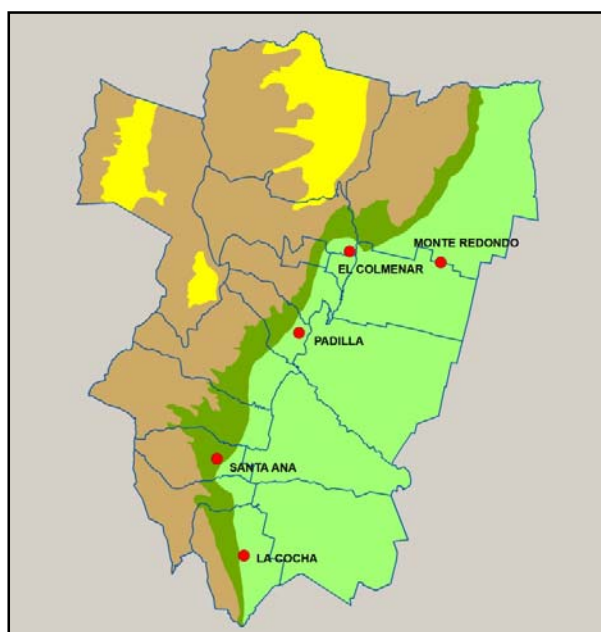 MONTE REDONDO
EL COLMENAR
PADILLA
SANTA ANA
LA COCHA